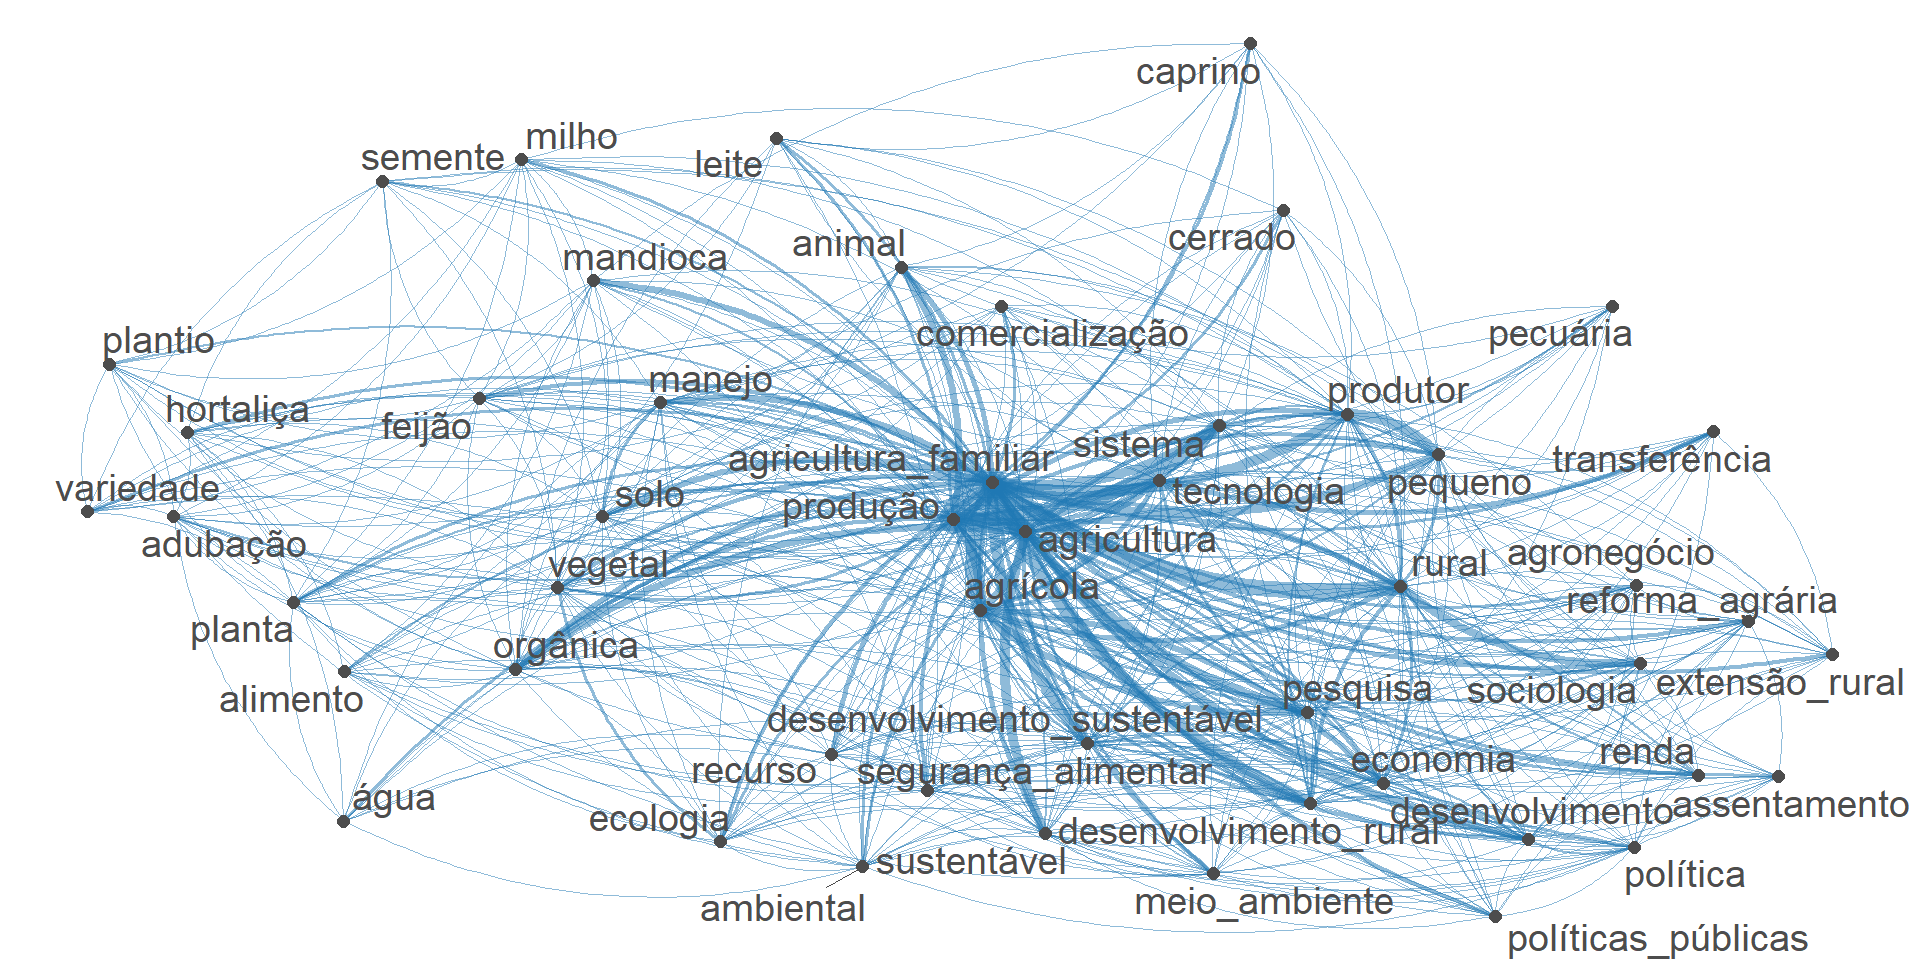 caprino
milho
semente
leite
animal
cerrado
mandioca
comercialização
pecuária
plantio
manejo
produtor
hortaliça
feijão
sistema
agricultura_familiar
transferência
pequeno
variedade
solo
tecnologia
produção
adubação
agricultura
agronegócio
vegetal
rural
agrícola
reforma_agrária
planta
orgânica
pesquisa
sociologia
extensão_rural
alimento
desenvolvimento_sustentável
economia
renda
recurso
segurança_alimentar
água
desenvolvimento
assentamento
ecologia
desenvolvimento_rural
sustentável
política
ambiental
meio_ambiente
políticas_públicas